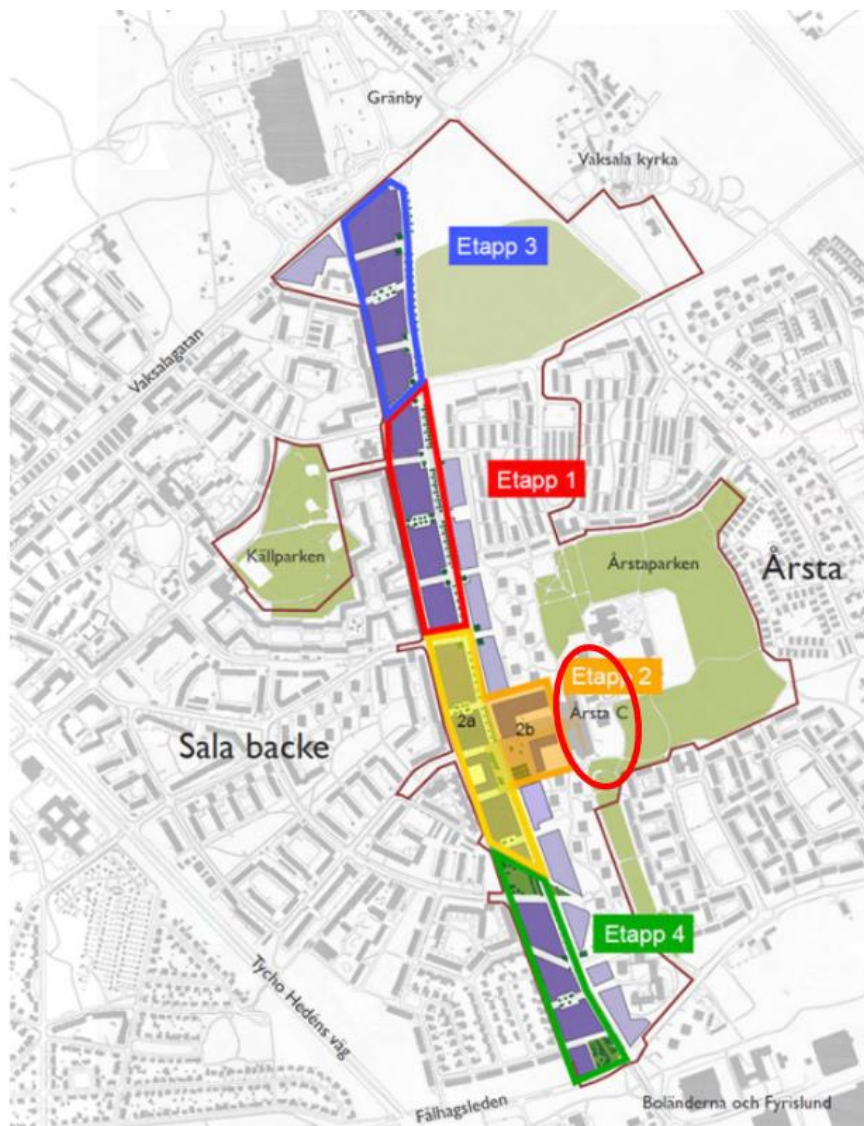 Gränby
Vaksala kyrka
Etapp 3
Vaksalagatan
Etapp 1
Källparken
Årstaparken
Årsta
Etapp 2
Årsta C
2a
2b
Sala backe
Etapp 4
Tycho Hedéns väg
Fålhagsleden
Boländerna och Fyrislund